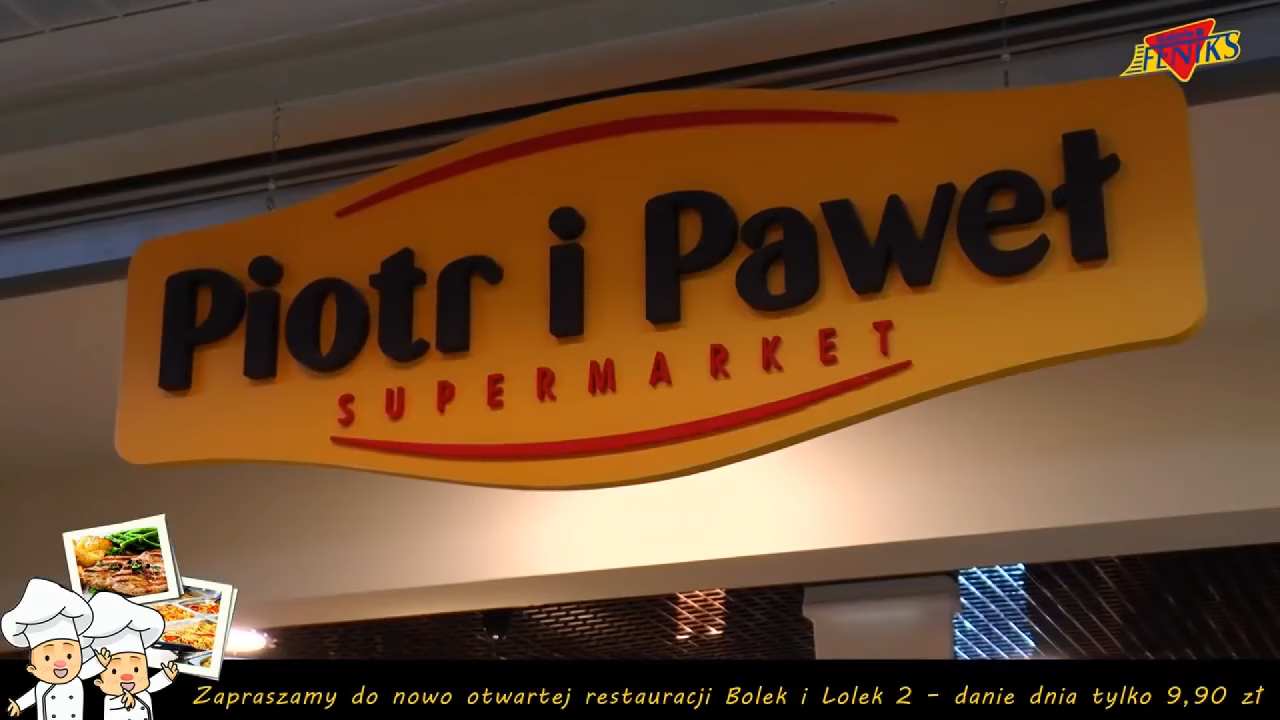 FENIKS
Piotr i Paweł
SUPERMARKET
Zapraszamy do nowo otwartej restauracji Bolek i Lolek 2 - danie dnia tylko 9,90 zł